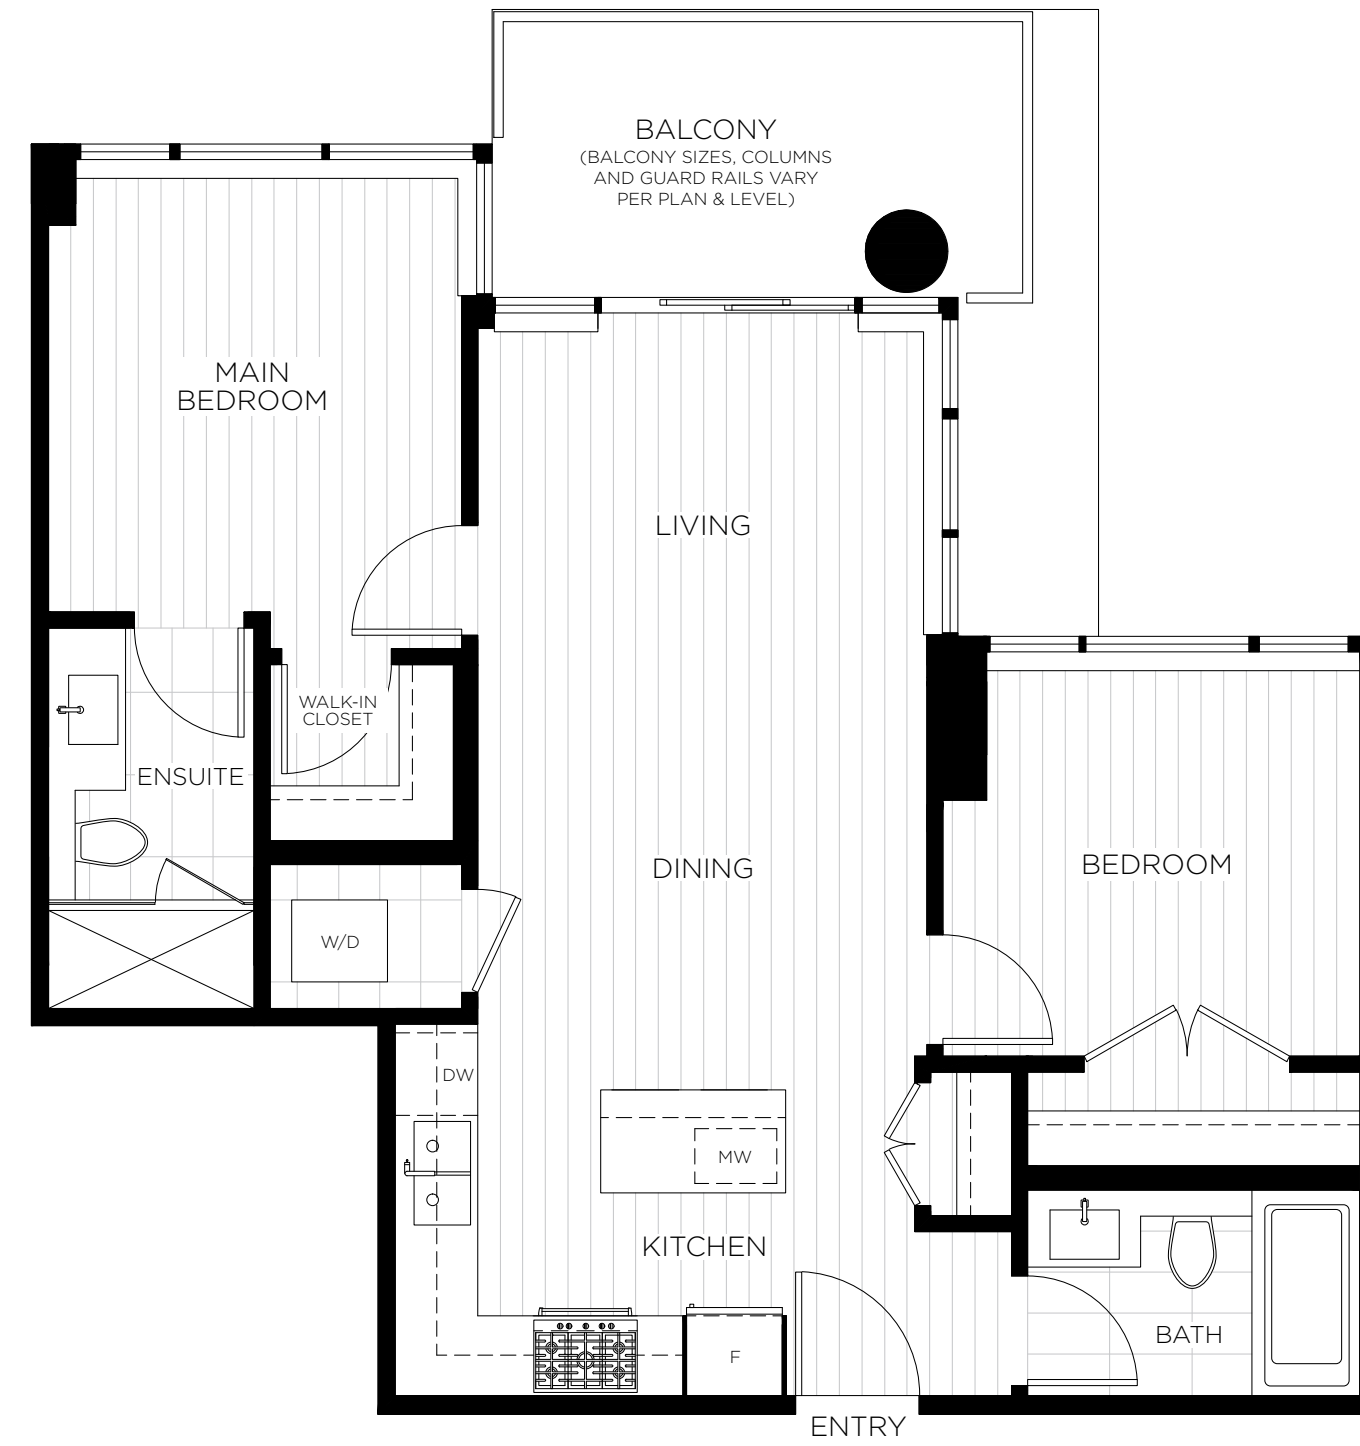 BALCONY
(BALCONY SIZES, COLUMNS
AND GUARD RAILS VARY
PER PLAN & LEVEL)
MAIN
BEDROOM
LIVING
WALK-IN
CLOSET
ENSUITE
DINING
BEDROOM
W/D
DW
MW
KITCHEN
BATH
F
ENTRY